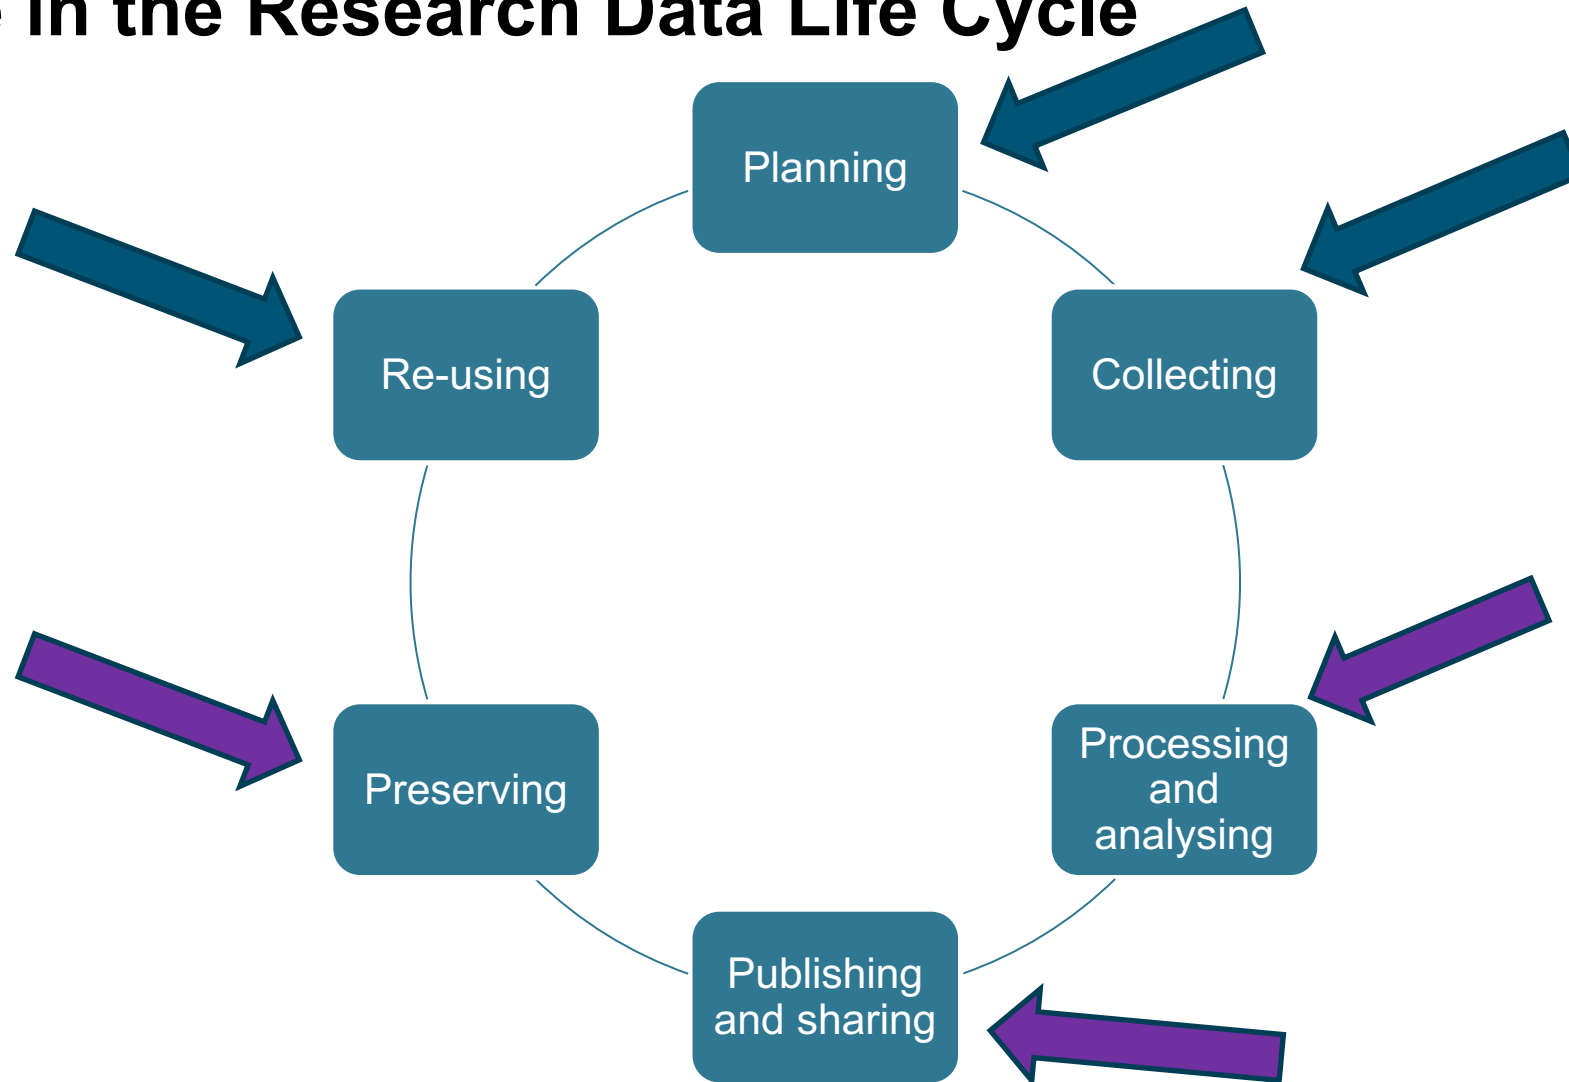 in the Research Data Life Cycle
Planning
Collecting
Processing
and
analysing
Publishing
and sharing
Preserving
Re-using